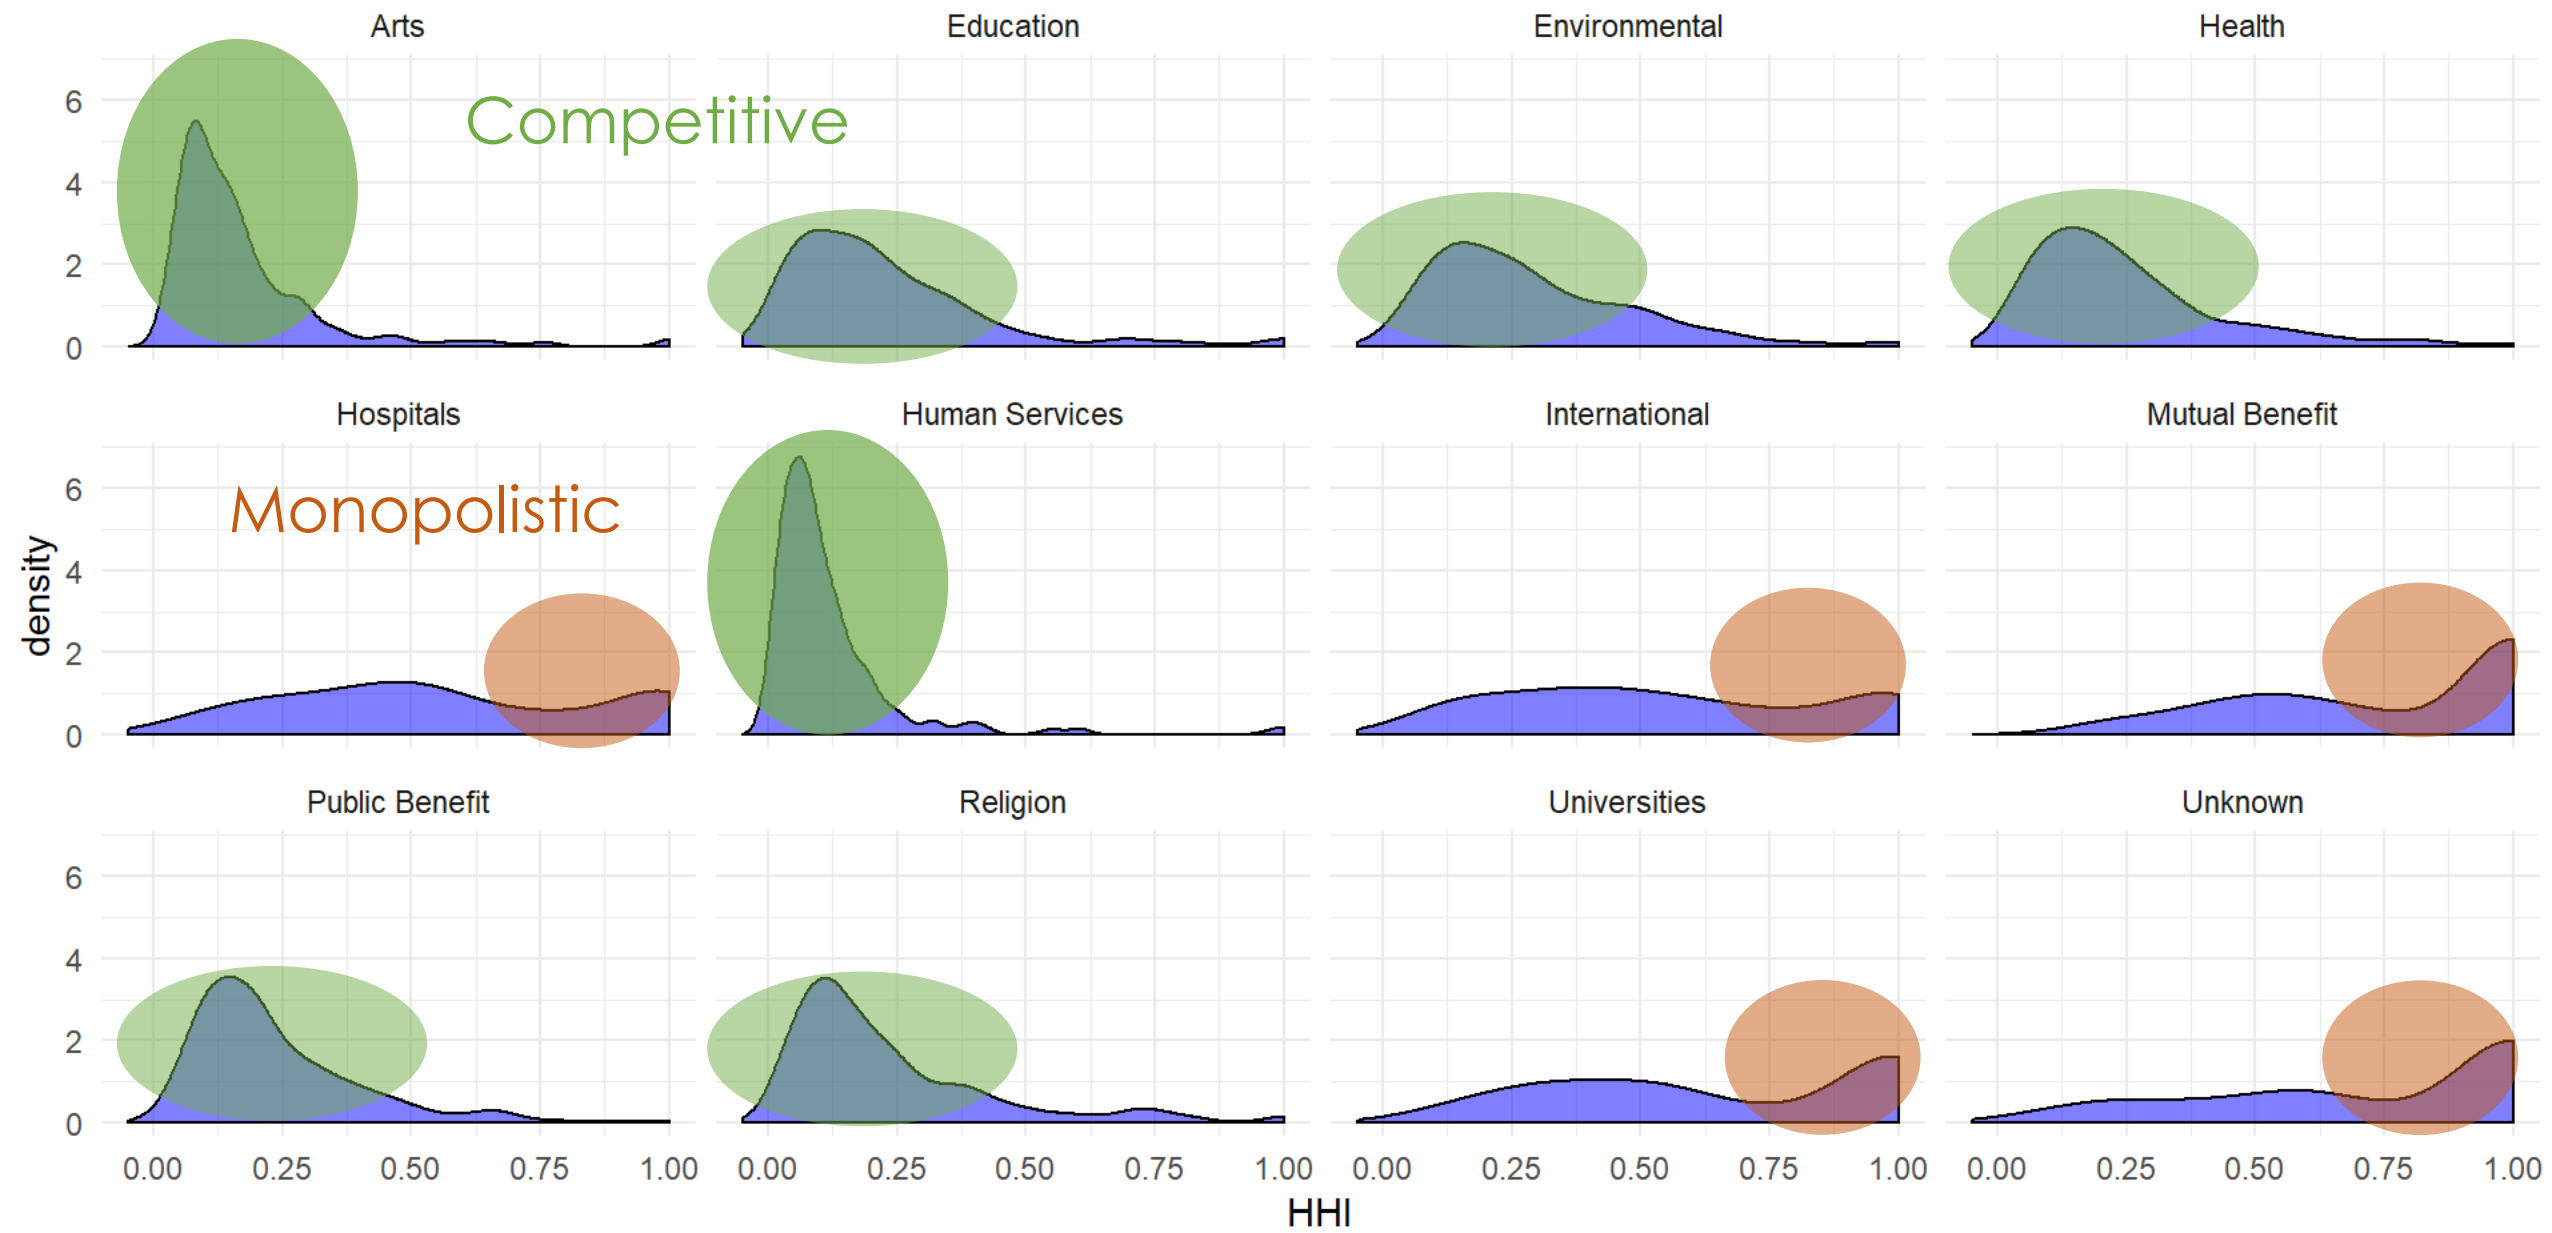 Arts Education Environmental Health
Competitive
6
4
2
0
Hospitals Human Services International Mutual Benefit
Monopolistic
density
6
4
2
0
Public Benefit Religion Universities Unknown
6
4
2
0
0.00 0.25 0.50 0.75 1.00 0.00 0.25 0.50 0.75 1.00 0.00 0.25 0.50 0.75 1.00 0.00 0.25 0.50 0.75 1.00
HHI